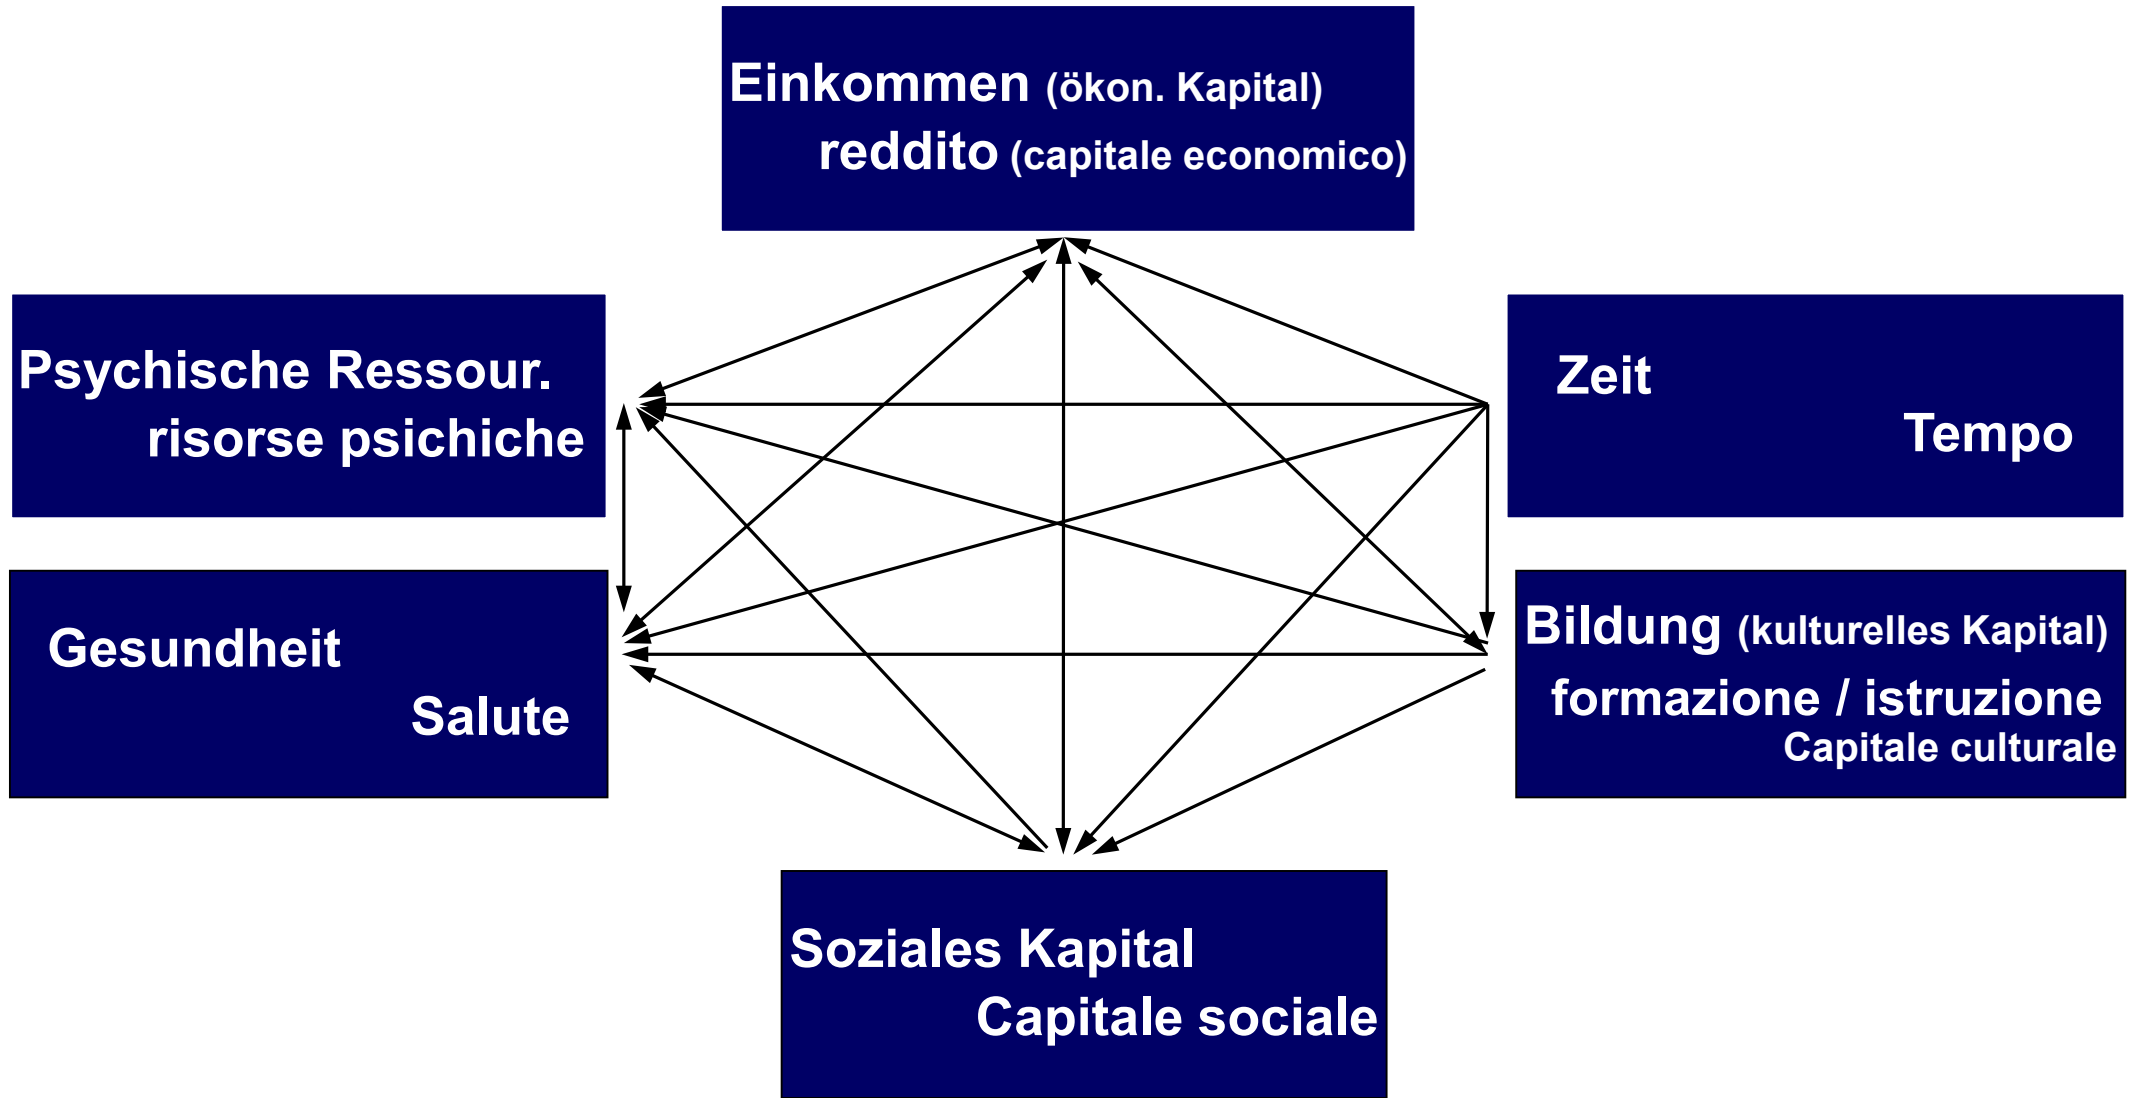 Einkommen (ökon. Kapital)
reddito (capitale economico)
Psychische Ressour.
risorse psichiche
Zeit
Tempo
Gesundheit
Salute
Bildung (kulturelles Kapital)
formazione / istruzione
Capitale culturale
Soziales Kapital
Capitale sociale